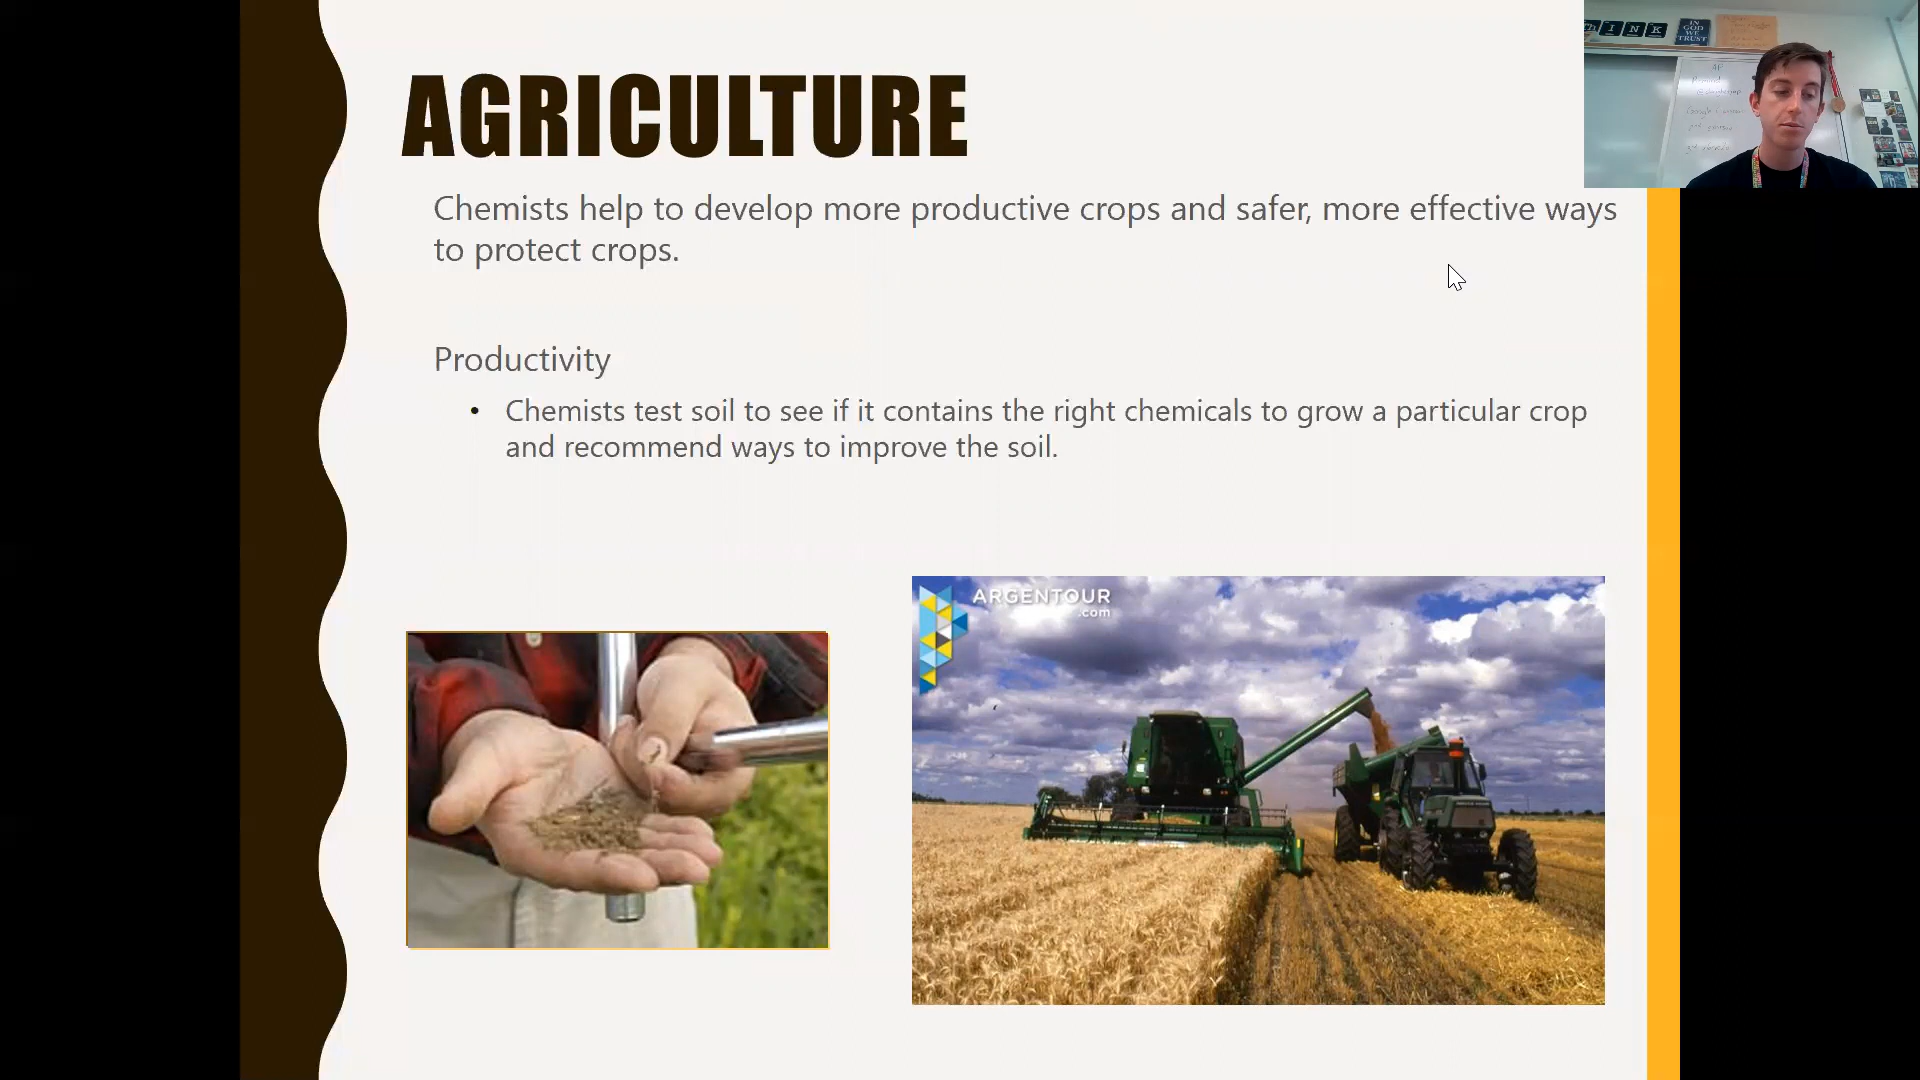 THINK
IN
GOD
WE
TRUST
AGRICULTURE
Chemists help to develop more productive crops and safer, more effective ways
to protect crops.
Productivity
• Chemists test soil to see if it contains the right chemicals to grow a particular crop
and recommend ways to improve the soil.
ARGENTOUR
.com